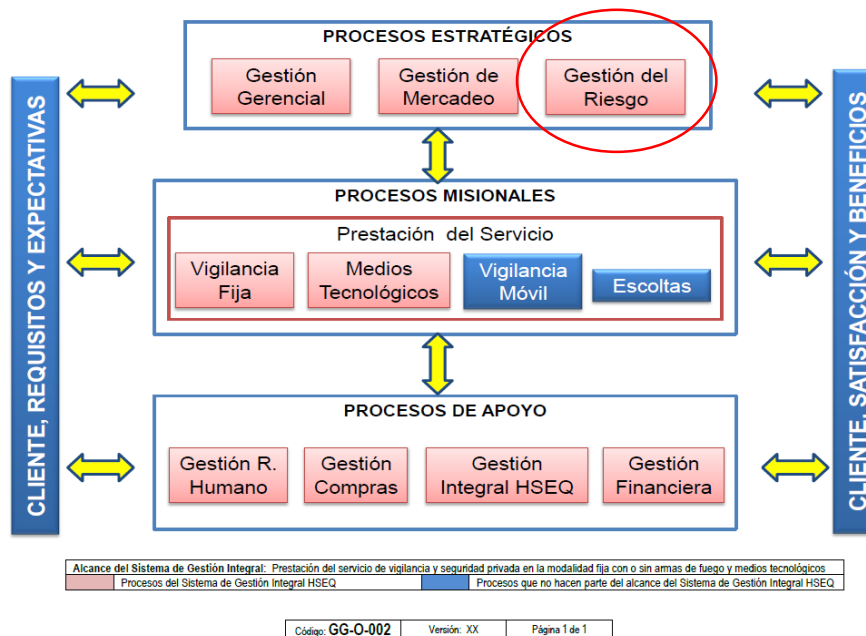 PROCESOS ESTRATÉGICOS
Gestión
Gerencial
Gestión de
Mercadeo
Gestión del
Riesgo
CLIENTE, REQUISITOS Y EXPECTATIVAS
CLIENTE, SATISFACCIÓN Y BENEFICIOS
PROCESOS MISIONALES
Prestación del Servicio
Vigilancia
Fija
Medios
Tecnológicos
Vigilancia
Móvil
Escoltas
PROCESOS DE APOYO
Gestión R.
Humano
Gestión
Compras
Gestión
Integral HSEQ
Gestión
Financiera
Alcance del Sistema de Gestión Integral: Prestación del servicio de vigilancia y seguridad privada en la modalidad fija con o sin armas de fuego y medios tecnológicos
Procesos del Sistema de Gestión Integral HSEQ
Procesos que no hacen parte del alcance del Sistema de Gestión Integral HSEQ
Código: GG-O-002 Versión: XX Página 1 de 1